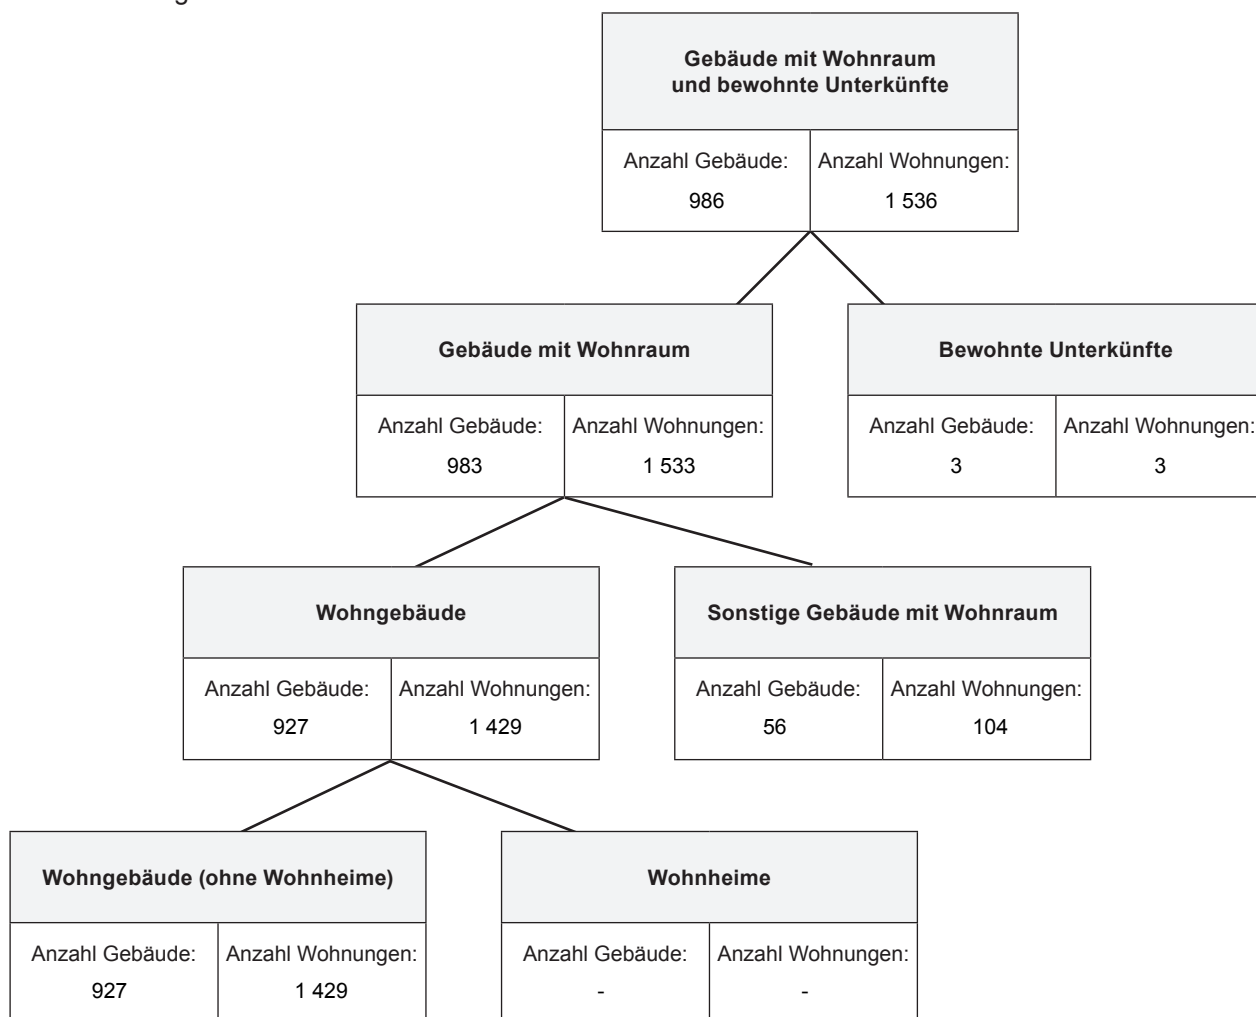 Gebäude mit Wohnraum
und bewohnte Unterkünfte
Anzahl Gebäude:
986
Anzahl Wohnungen:
1 536
Gebäude mit Wohnraum
Anzahl Gebäude:
983
Anzahl Wohnungen:
1 533
Bewohnte Unterkünfte
Anzahl Gebäude:
3
Anzahl Wohnungen:
3
Wohngebäude
Anzahl Gebäude:
927
Anzahl Wohnungen:
1 429
Sonstige Gebäude mit Wohnraum
Anzahl Gebäude:
56
Anzahl Wohnungen:
104
Wohngebäude (ohne Wohnheime)
Anzahl Gebäude:
927
Anzahl Wohnungen:
1 429
Wohnheime
Anzahl Gebäude:
-
Anzahl Wohnungen:
-